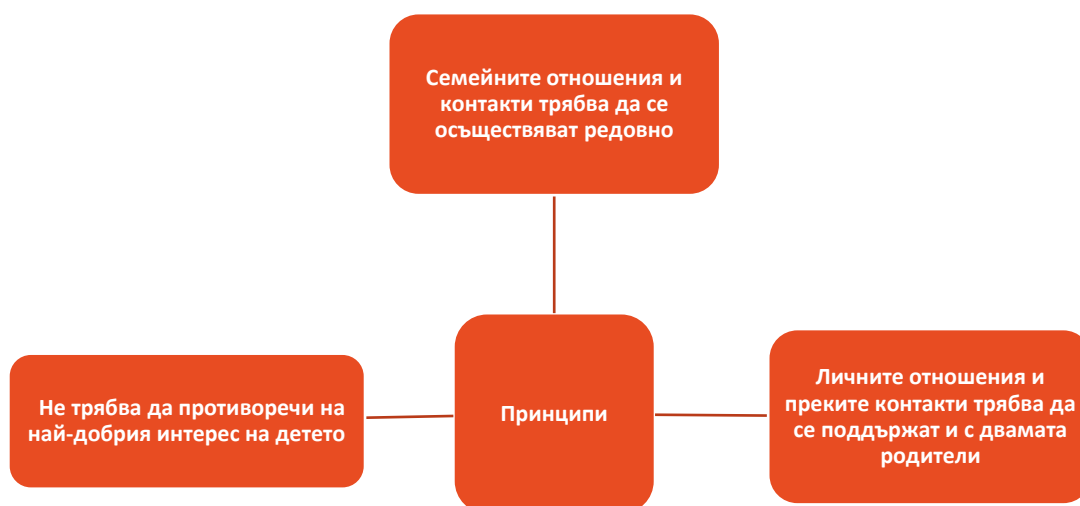 Семейните отношения и
контакти трябва да се
осъществяват редовно
Не трябва да противоречи на
най-добрия интерес на детето
Принципи
Личните отношения и
преките контакти трябва да
се поддържат и с двамата
родители